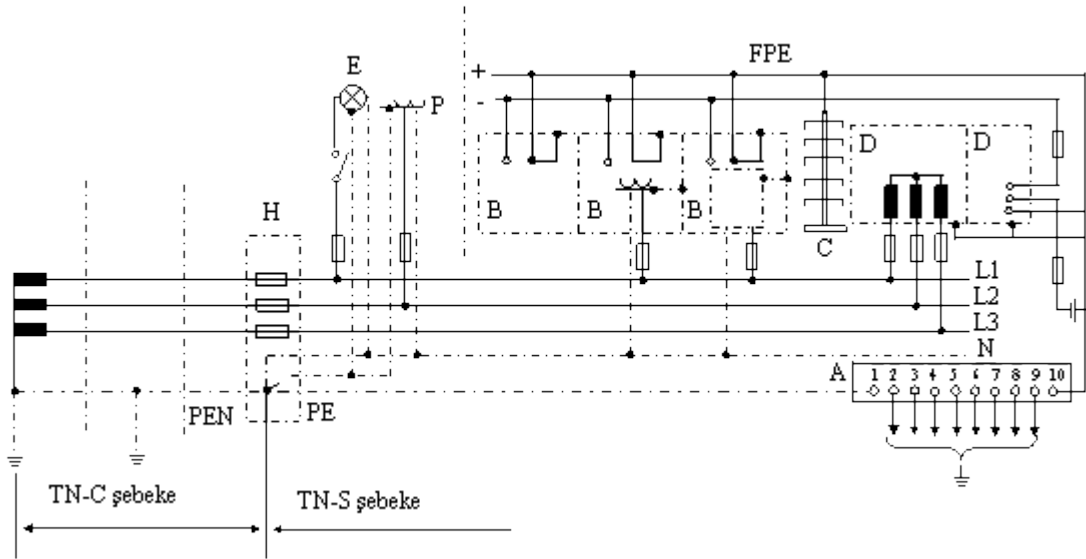 FPE
E
P
+
-
H
D D
B B B
C
L1
L2
L3
N
A
1 2 3 4 5 6 7 8 9 10
PEN
PE
TN-C şebeke
TN-S şebeke